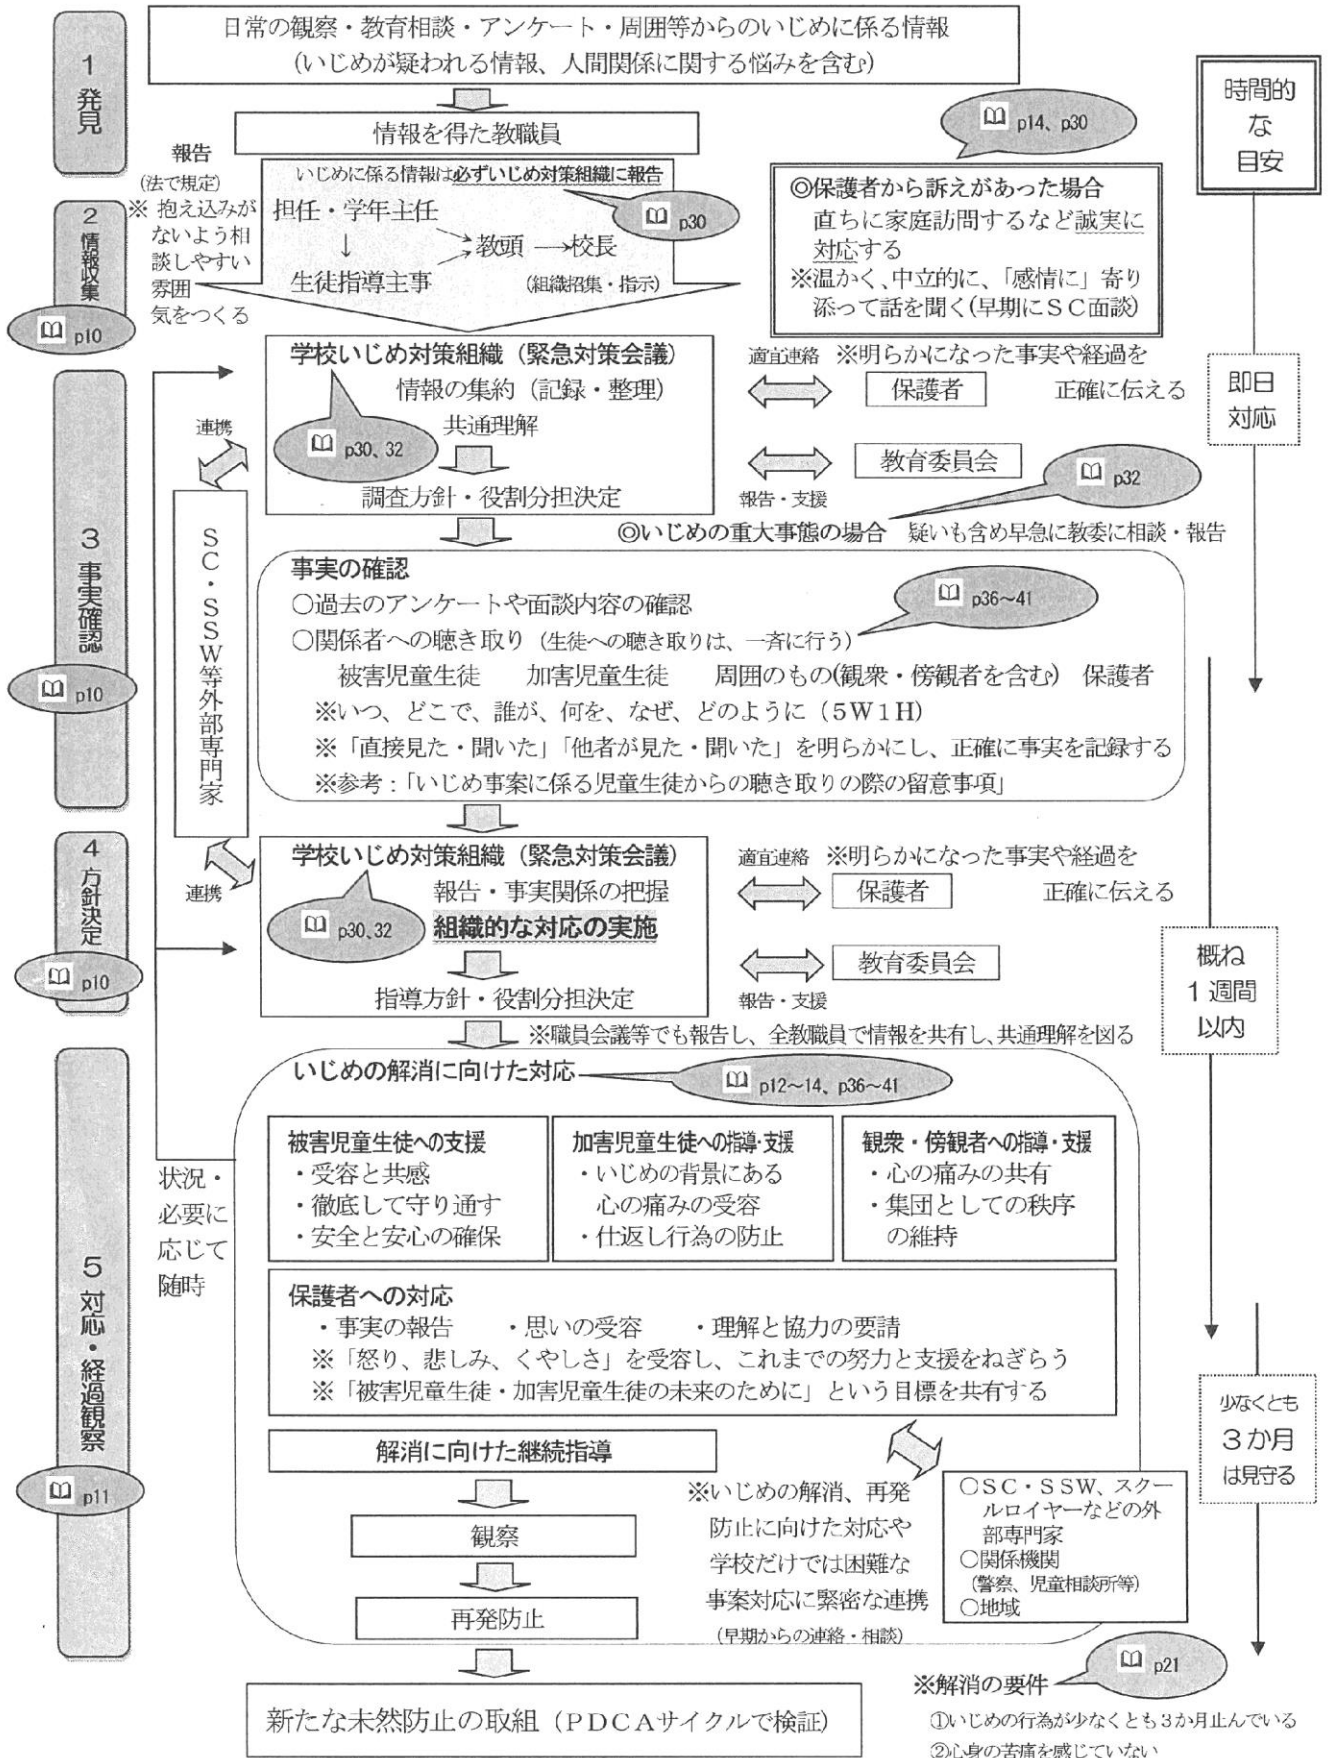 日常の観察・教育相談・アンケート・周囲等からのいじめに係る情報
(いじめが疑われる情報、人間関係に関する悩みを含む)
1 発見
時間的
な
目安
p14、p30
情報を得た教職員
報告
(法で規定)
※ 抱え込みが
ないよう相
談しやすい
雰囲
気をつくる
いじめに係る情報は必ずいじめ対策組織に報告
p30
担任・学年主任
↓
生徒指導主事
教頭 → 校長
(組織招集・指示)
◎保護者から訴えがあった場合
直ちに家庭訪問するなど誠実に
対応する
※温かく、中立的に、「感情に」寄り
添って話を聞く(早期にSC面談)
2 情報収集
p10
学校いじめ対策組織(緊急対策会議)
情報の集約(記録・整理)
共通理解
p30、32
調査方針・役割分担決定
適宜連絡 ※明らかになった事実や経過を
保護者 正確に伝える
教育委員会
報告・支援
p32
即日
対応
連携
SC・SSW等外部専門家
◎いじめの重大事態の場合 疑いも含め早急に教委に相談・報告
3 事実確認
p10
事実の確認
○過去のアンケートや面談内容の確認
p36~41
○関係者への聴き取り(生徒への聴き取りは、一斉に行う)
被害児童生徒 加害児童生徒 周囲のもの(観衆・傍観者を含む) 保護者
※いつ、どこで、誰が、何を、なぜ、どのように(5W1H)
※「直接見た・聞いた」「他者が見た・聞いた」を明らかにし、正確に事実を記録する
※参考:「いじめ事案に係る児童生徒からの聴き取りの際の留意事項」
4 方針決定
p10
連携
学校いじめ対策組織(緊急対策会議)
報告・事実関係の把握
p30、32
組織的な対応の実施
指導方針・役割分担決定
適宜連絡 ※明らかになった事実や経過を
保護者 正確に伝える
教育委員会
報告・支援
概ね
1週間
以内
※職員会議等でも報告し、全教職員で情報を共有し、共通理解を図る
5 対応・経過観察
p11
状況・
必要に
応じて
随時
いじめの解消に向けた対応
p12~14、p36~41
被害児童生徒への支援
・受容と共感
・徹底して守り通す
・安全と安心の確保
加害児童生徒への指導・支援
・いじめの背景にある
心の痛みの受容
・仕返し行為の防止
観衆・傍観者への指導・支援
・心の痛みの共有
・集団としての秩序
の維持
保護者への対応
・事実の報告 ・思いの受容 ・理解と協力の要請
※「怒り、悲しみ、くやしさ」を受容し、これまでの努力と支援をねぎらう
※「被害児童生徒・加害児童生徒の未来のために」という目標を共有する
少なくとも
3か月
は見守る
解消に向けた継続指導
観察
再発防止
※いじめの解消、再発
防止に向けた対応や
学校だけでは困難な
事案対応に緊密な連携
(早期からの連絡・相談)
○SC・SSW、スクー
ルロイヤーなどの外
部専門家
○関係機関
(警察、児童相談所等)
○地域
新たな未然防止の取組(PDCAサイクルで検証)
p21
※解消の要件
①いじめの行為が少なくとも3か月止んでいる
②心身の苦痛を感じていない